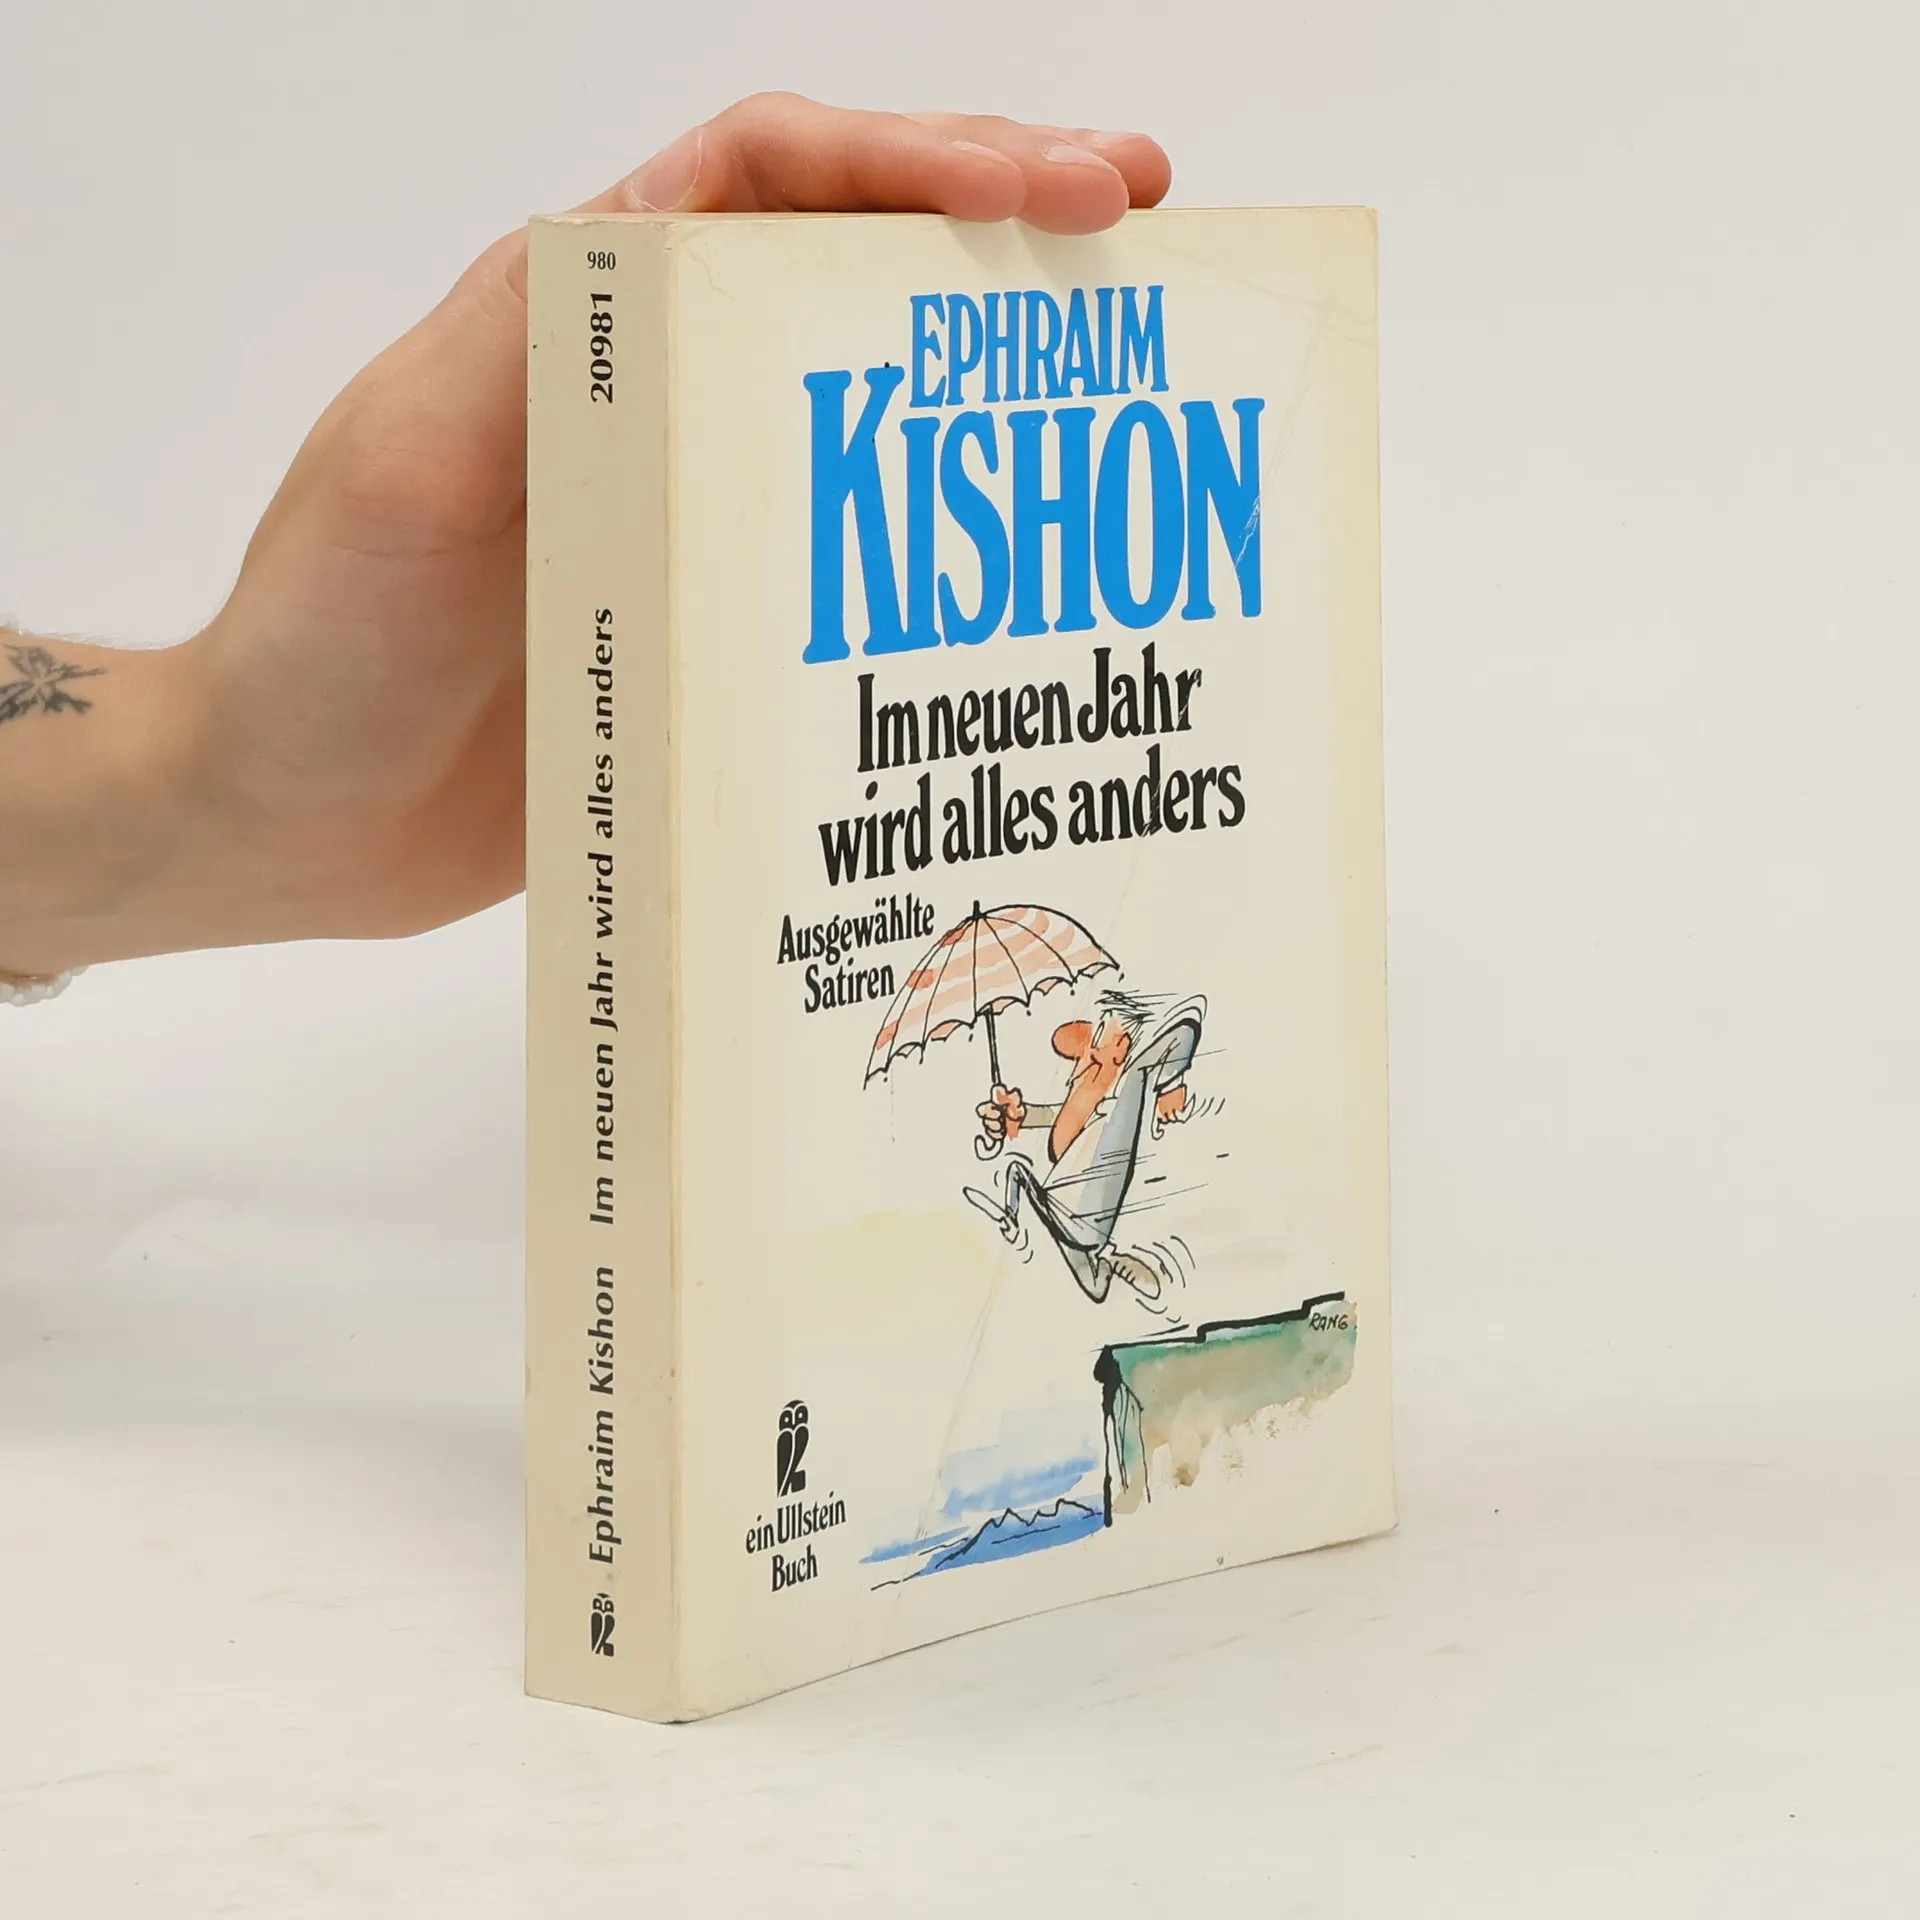 980
20981
Ephraim Kishon Im neuen Jahr wird alles anders
EPHRAIM
KISHON
Im neuen Jahr
wird alles anders
Ausgewählte
Satiren
RANG
ein Ullstein
Buch